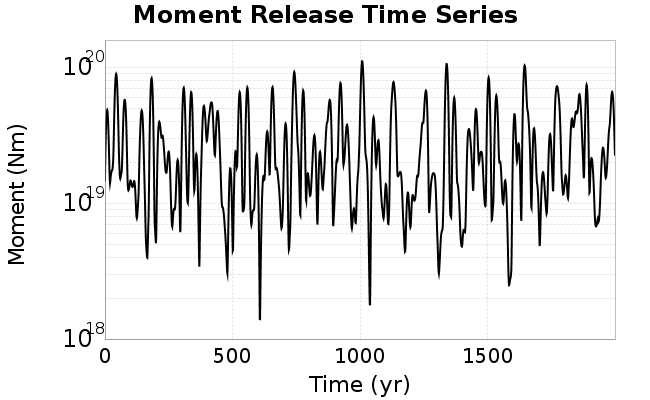 Moment Release Time Series
Moment (Nm)
10^20
10^19
10^18
0 500 1000 1500
Time (yr)